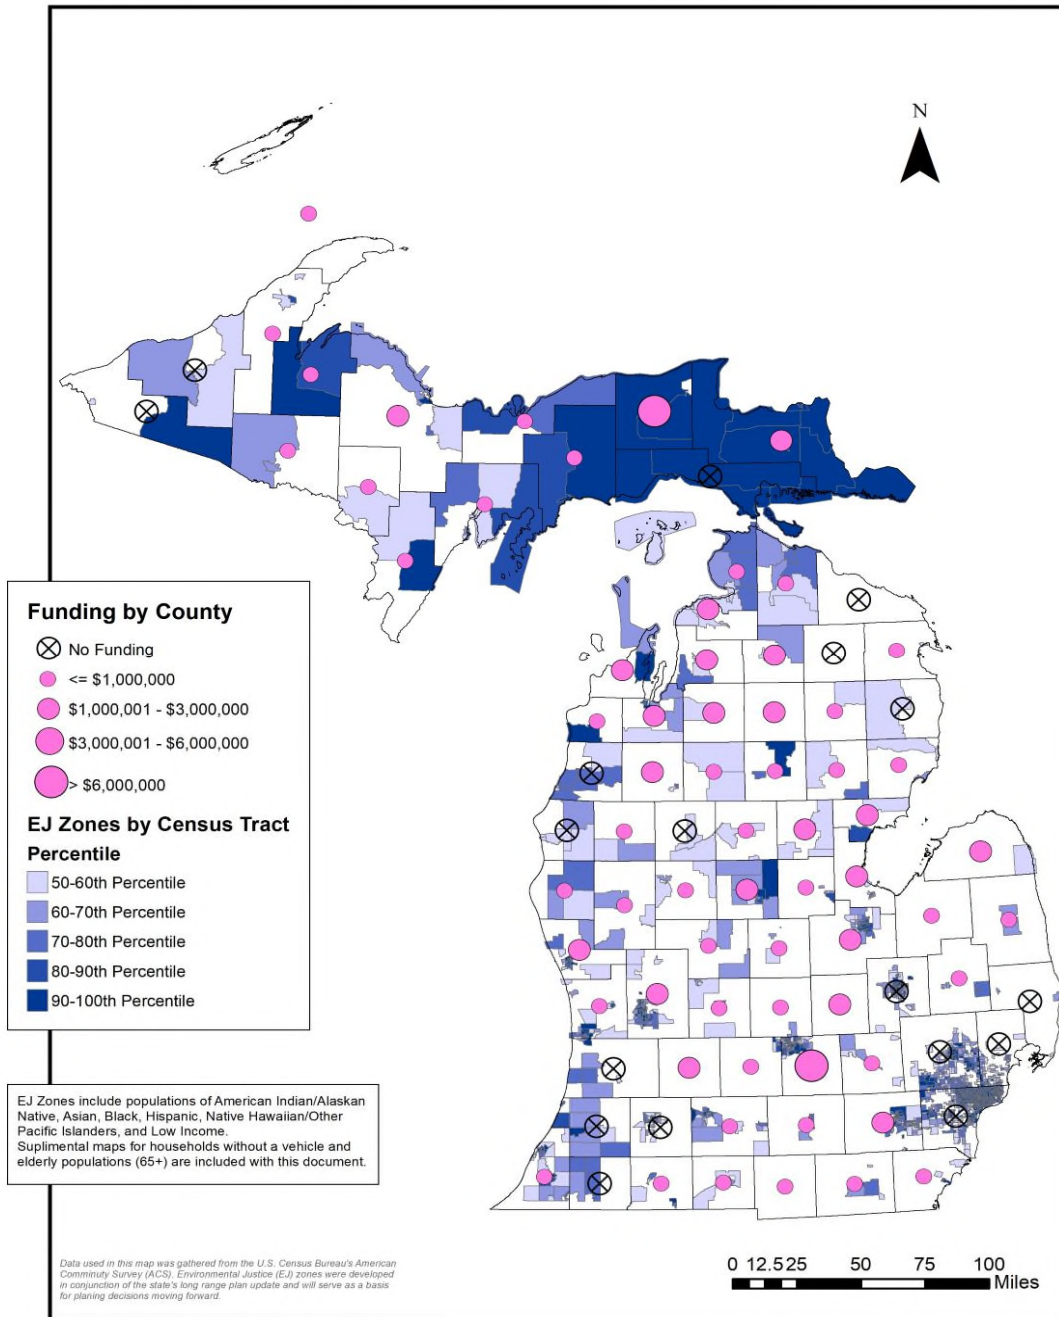 N
Funding by County
No Funding
<= $1,000,000
$1,000,001 - $3,000,000
$3,000,001 - $6,000,000
> $6,000,000
EJ Zones by Census Tract
Percentile
50-60th Percentile
60-70th Percentile
70-80th Percentile
80-90th Percentile
90-100th Percentile
EJ Zones include populations of American Indian/Alaskan
Native, Asian, Black, Hispanic, Native Hawaiian/Other
Pacific Islanders, and Low Income.
Suplimental maps for households without a vehicle and
elderly populations (65+) are included with this document.
Data used in this map was gathered from the U.S. Census Bureau's American
Comminuty Survey (ACS). Environmental Justice (EJ) zones were developed
in conjunction of the state's long range plan update and will serve as a basis
for planing decisions moving forward.
0 12.5 25 50 75 100
Miles